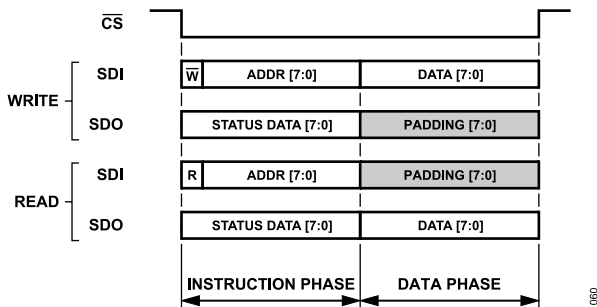 CS
SDI W ADDR [7:0] DATA [7:0]
WRITE
SDO STATUS DATA [7:0] PADDING [7:0]
SDI R ADDR [7:0] PADDING [7:0]
READ
SDO STATUS DATA [7:0] DATA [7:0]
INSTRUCTION PHASE DATA PHASE
060